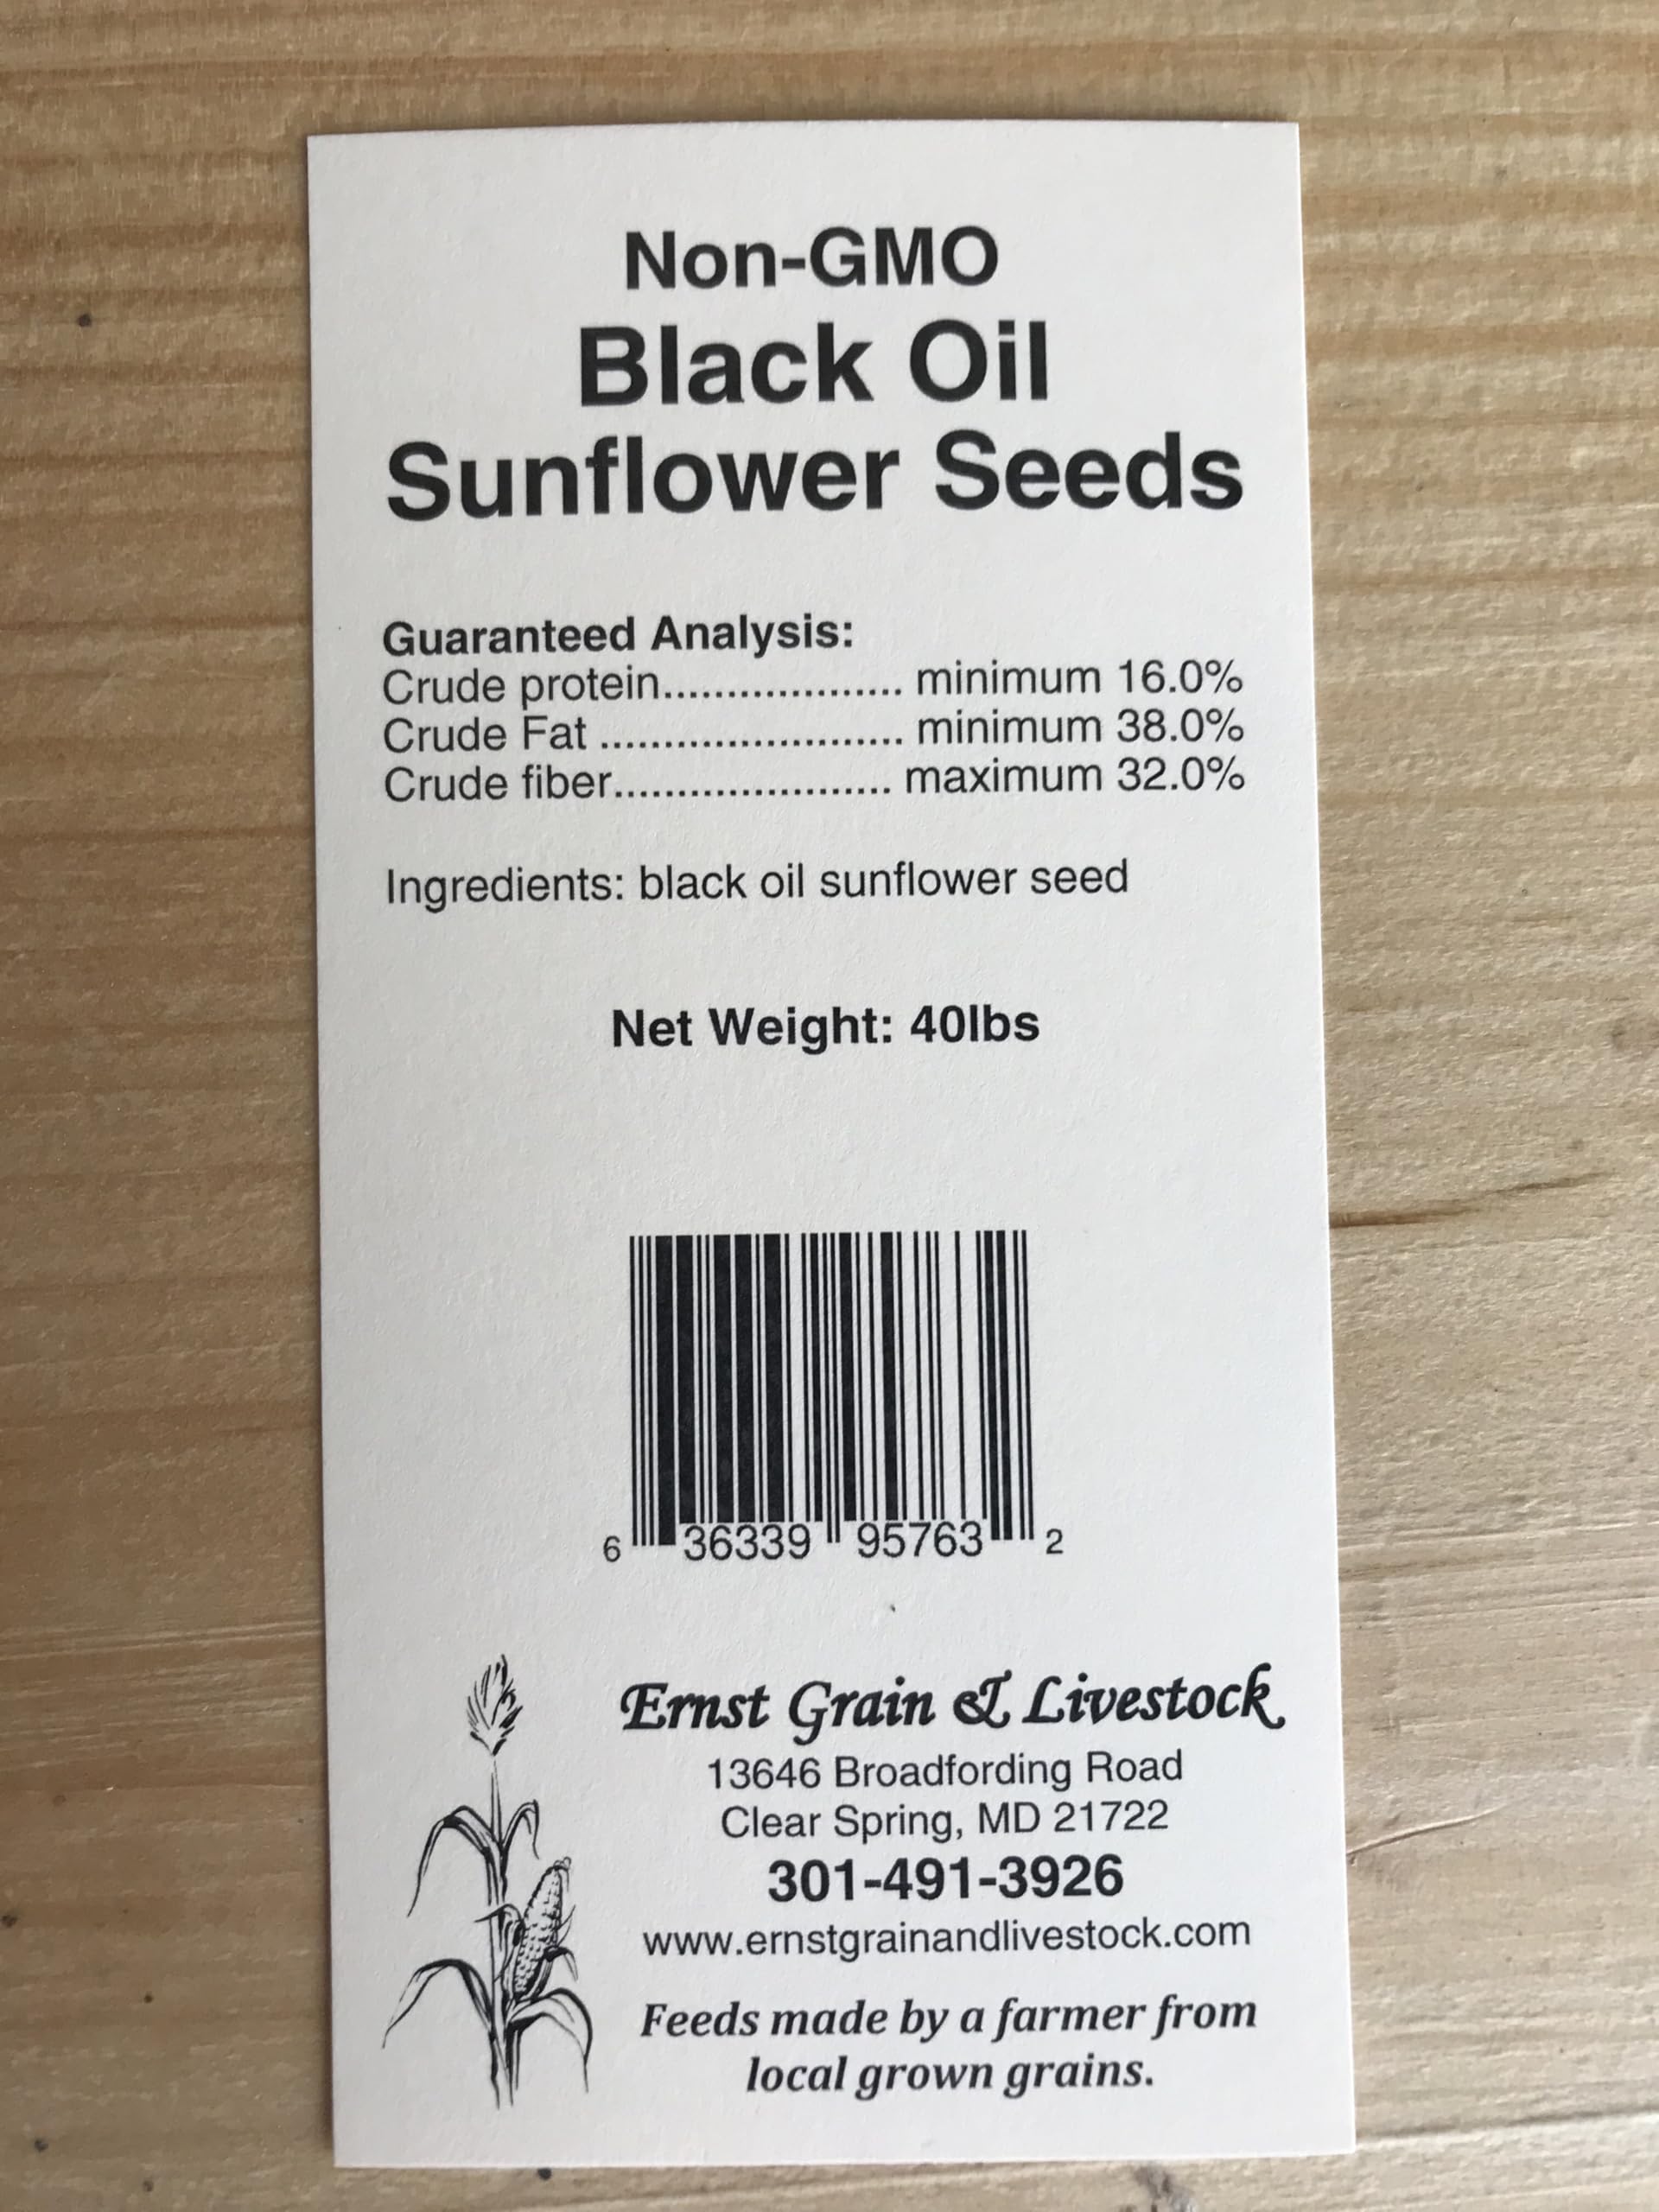 Non-GMO
Black Oil
Sunflower Seeds
Guaranteed Analysis:
Crude protein................... minimum 16.0%
Crude Fat ........................ minimum 38.0%
Crude fiber...................... maximum 32.0%
Ingredients: black oil sunflower seed
Net Weight: 40lbs
6 36339 95763 2
Ernst Grain & Livestock
13646 Broadfording Road
Clear Spring, MD 21722
301-491-3926
www.ernstgrainandlivestock.com
Feeds made by a farmer from
local grown grains.